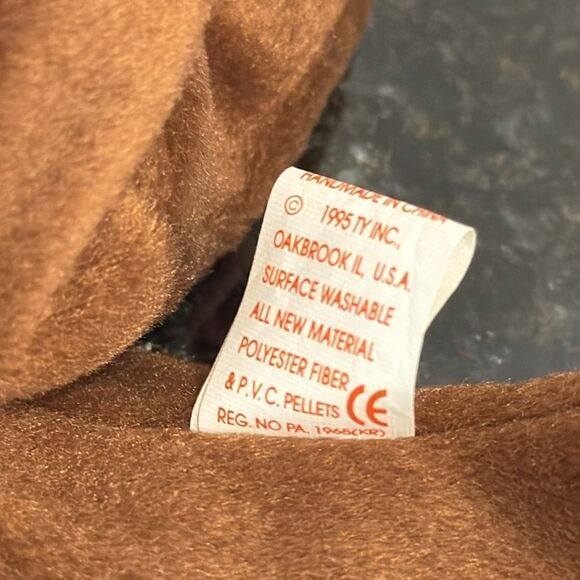 HANDMADE IN CHINA
© 1995 TY INC.,
OAKBROOK IL, U.S.A.
SURFACE WASHABLE
ALL NEW MATERIAL
POLYESTER FIBER
& P.V.C. PELLETS CE
REG. NO PA. 1965(KR)